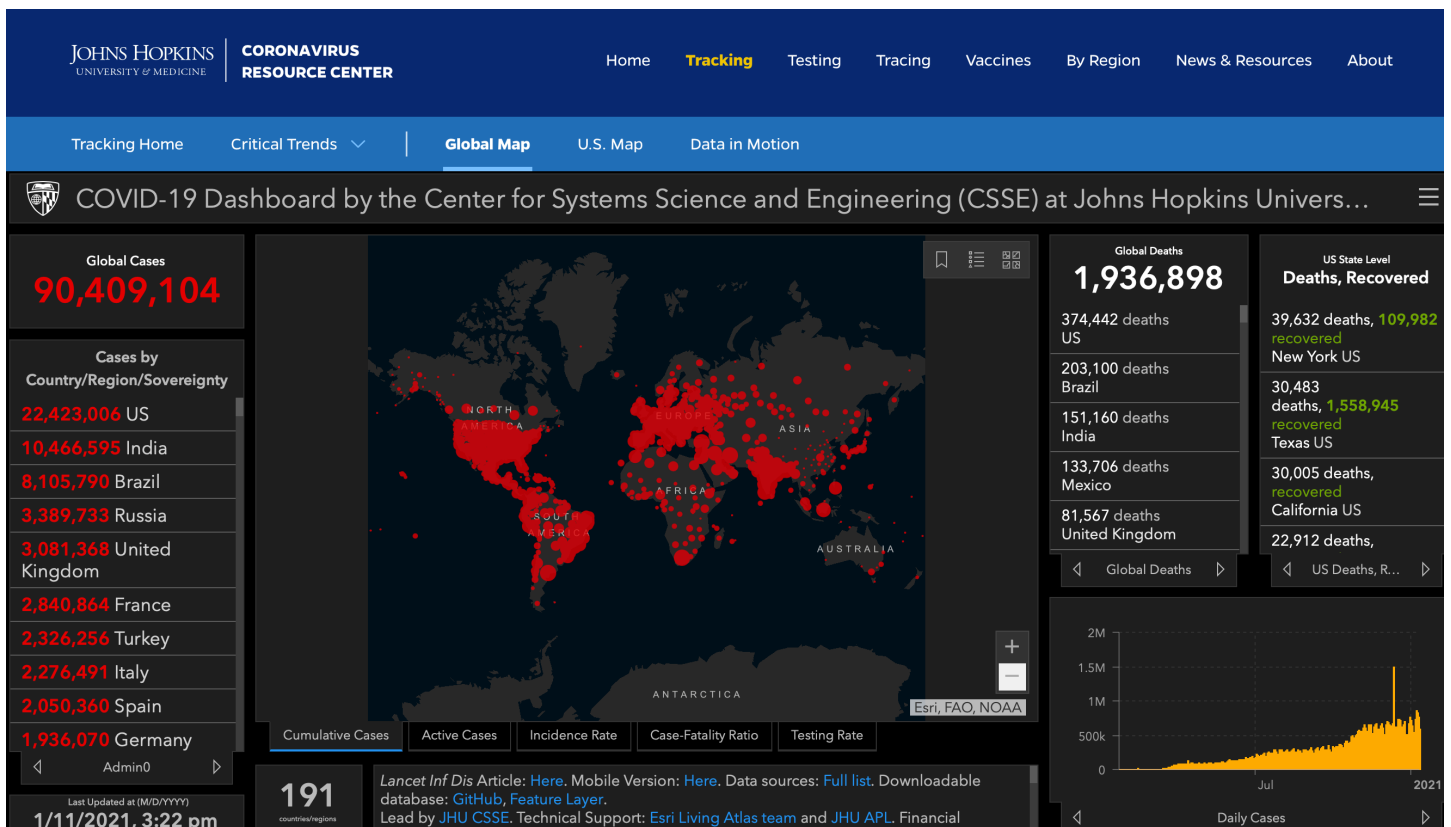 JOHNS HOPKINS
UNIVERSITY & MEDICINE
CORONAVIRUS
RESOURCE CENTER
Home
Tracking
Testing
Tracing
Vaccines
By Region
News & Resources
About
Tracking Home
Critical Trends
Global Map
U.S. Map
Data in Motion
COVID-19 Dashboard by the Center for Systems Science and Engineering (CSSE) at Johns Hopkins Univers...
Global Cases
90,409,104
Cases by
Country/Region/Sovereignty
22,423,006 US
10,466,595 India
8,105,790 Brazil
3,389,733 Russia
3,081,368 United
Kingdom
2,840,864 France
2,326,256 Turkey
2,276,491 Italy
2,050,360 Spain
1,936,070 Germany
Admin0
Last Updated at (M/D/YYYY)
1/11/2021, 3:22 pm
NORTH
AMERICA
EUROPE
ASIA
AFRICA
SOUTH
AMERICA
AUSTRALIA
ANTARCTICA
Esri, FAO, NOAA
Cumulative Cases
Active Cases
Incidence Rate
Case-Fatality Ratio
Testing Rate
191
countries/regions
Lancet Inf Dis Article: Here. Mobile Version: Here. Data sources: Full list. Downloadable
database: GitHub, Feature Layer.
Lead by JHU CSSE. Technical Support: Esri Living Atlas team and JHU APL. Financial
Global Deaths
1,936,898
374,442 deaths
US
203,100 deaths
Brazil
151,160 deaths
India
133,706 deaths
Mexico
81,567 deaths
United Kingdom
Global Deaths
US State Level
Deaths, Recovered
39,632 deaths, 109,982
recovered
New York US
30,483
deaths, 1,558,945
recovered
Texas US
30,005 deaths,
recovered
California US
22,912 deaths,
US Deaths, R...
2M
1.5M
1M
500k
0
Jul
2021
Daily Cases